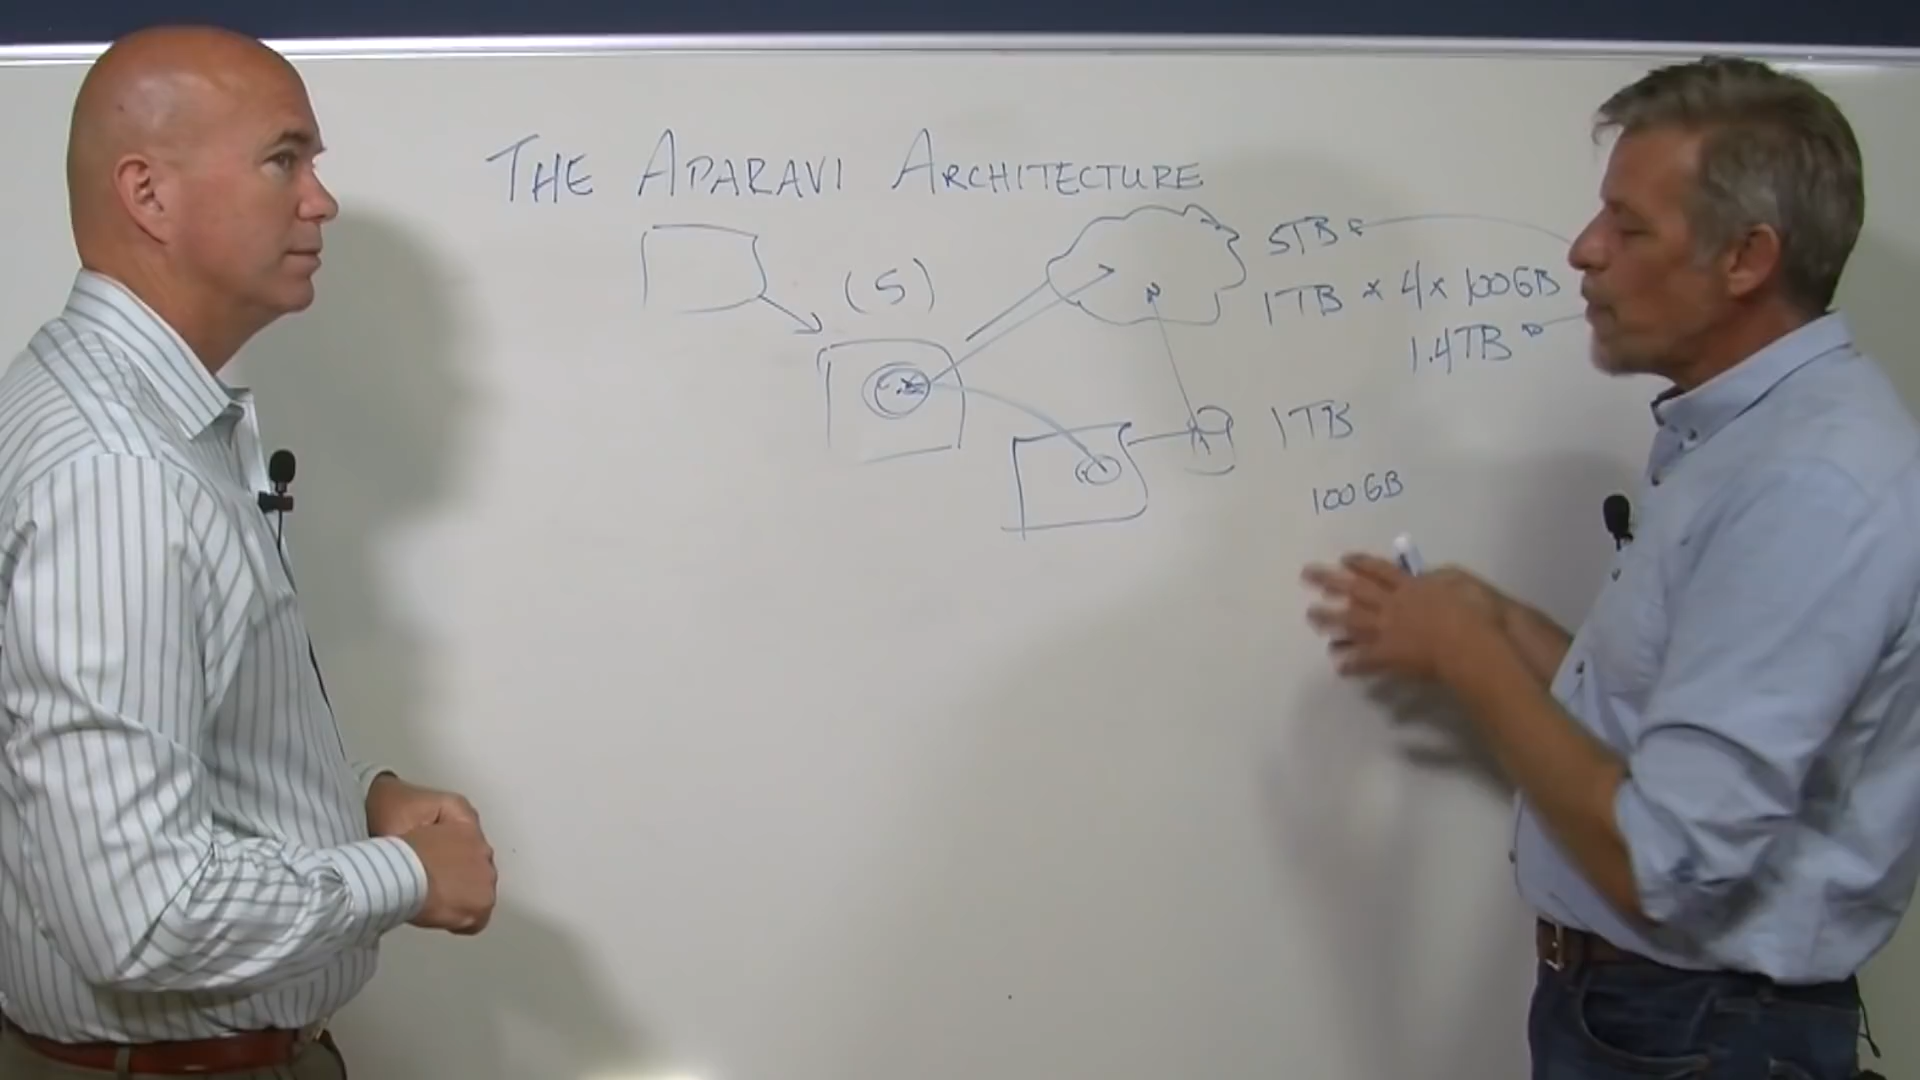 THE APARAVI ARCHITECTURE
(S)
5TB
1TB × 4 × 100GB
1.4TB
1TB
100GB